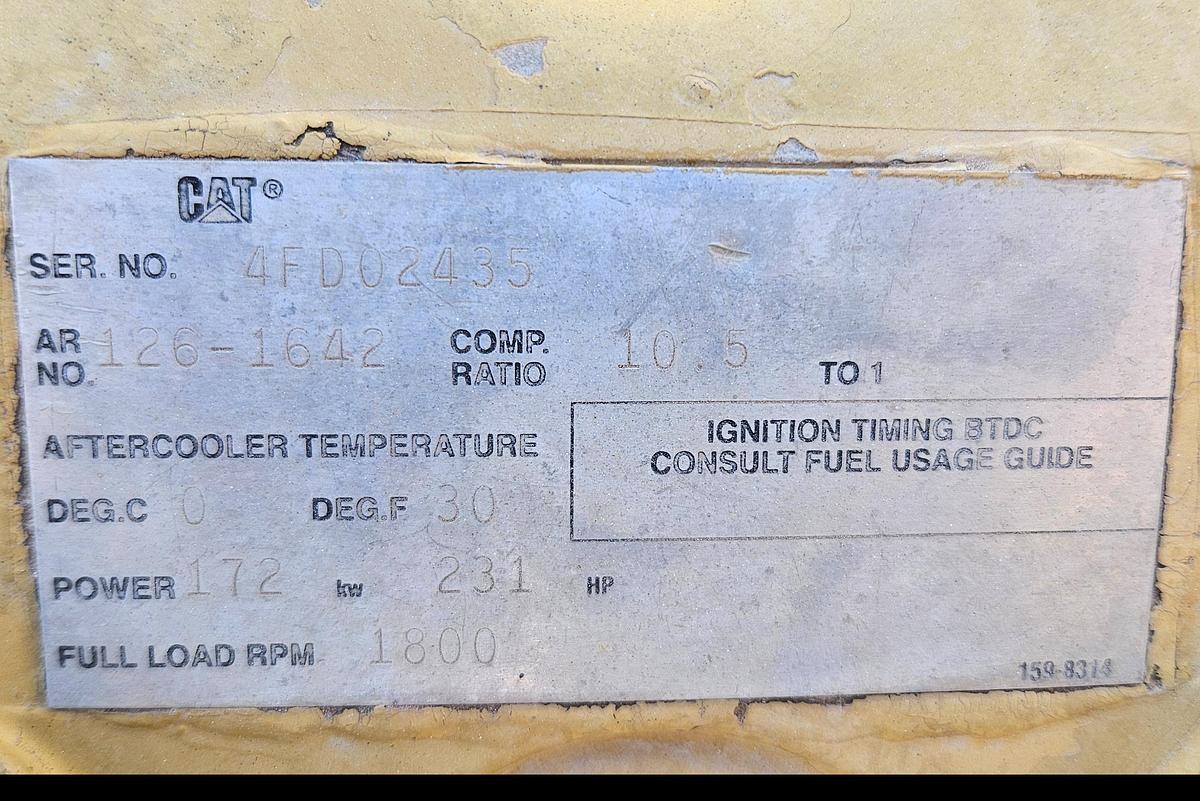 CAT®
SER. NO. 4FD02435
AR NO. 126-1642 COMP. RATIO 10.5 TO 1
AFTERCOOLER TEMPERATURE
DEG.C 0 DEG.F 30
IGNITION TIMING BTDC
CONSULT FUEL USAGE GUIDE
POWER 172 kw 231 HP
FULL LOAD RPM 1800
159-8314